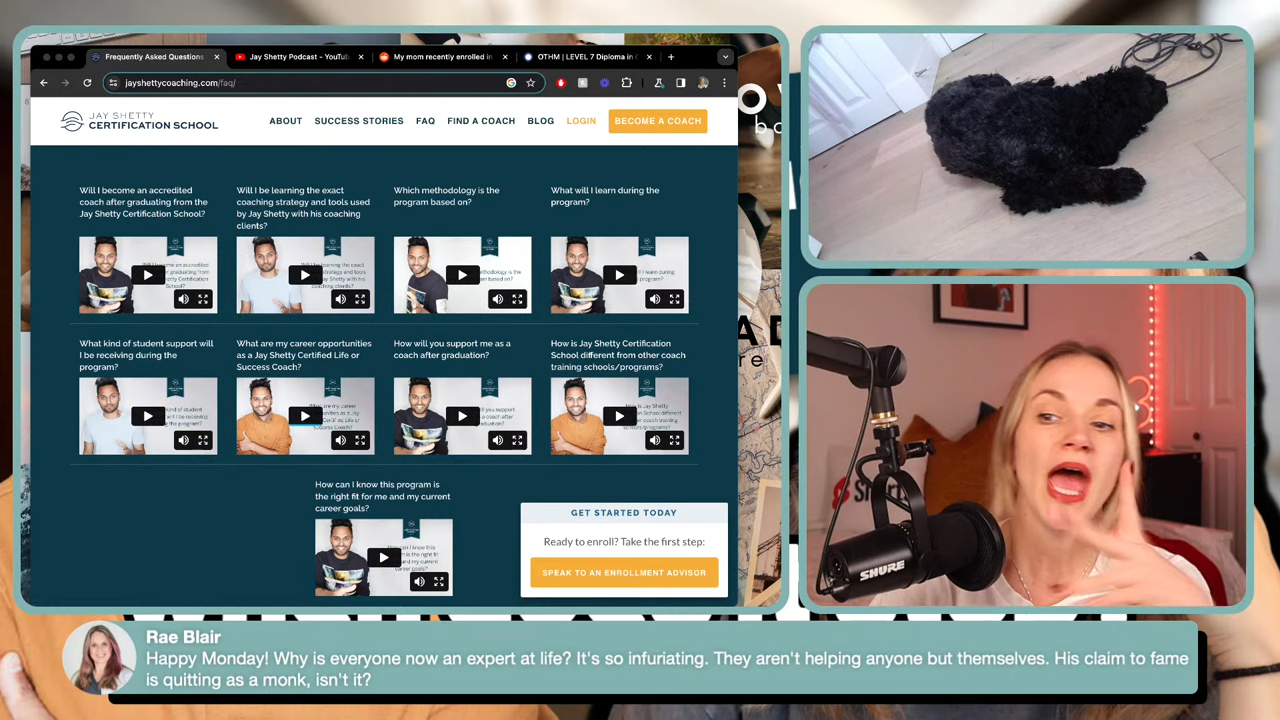 Frequently Asked Questions
Jay Shetty Podcast - YouTub
My mom recently enrolled in
OTHM | LEVEL 7 Diploma in C
jayshettycoaching.com/faq/
JAY SHETTY
CERTIFICATION SCHOOL
ABOUT
SUCCESS STORIES
FAQ
FIND A COACH
BLOG
LOGIN
BECOME A COACH
Will I become an accredited
coach after graduating from the
Jay Shetty Certification School?
Will I be learning the exact
coaching strategy and tools used
by Jay Shetty with his coaching
clients?
Which methodology is the
program based on?
What will I learn during the
program?
What kind of student support will
I be receiving during the
program?
What are my career opportunities
as a Jay Shetty Certified Life or
Success Coach?
How will you support me as a
coach after graduation?
How is Jay Shetty Certification
School different from other coach
training schools/programs?
How can I know this program is
the right fit for me and my current
career goals?
GET STARTED TODAY
Ready to enroll? Take the first step:
SPEAK TO AN ENROLLMENT ADVISOR
SHURE
Rae Blair
Happy Monday! Why is everyone now an expert at life? It's so infuriating. They aren't helping anyone but themselves. His claim to fame
is quitting as a monk, isn't it?